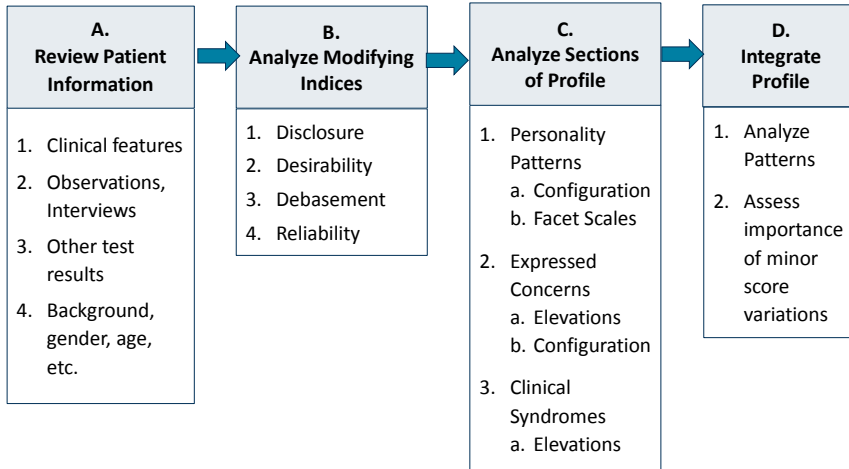 A.
Review Patient
Information
1. Clinical features
2. Observations,
Interviews
3. Other test
results
4. Background,
gender, age,
etc.
B.
Analyze Modifying
Indices
1. Disclosure
2. Desirability
3. Debasement
4. Reliability
C.
Analyze Sections
of Profile
1. Personality
Patterns
a. Configuration
b. Facet Scales
2. Expressed
Concerns
a. Elevations
b. Configuration
3. Clinical
Syndromes
a. Elevations
D.
Integrate
Profile
1. Analyze
Patterns
2. Assess
importance
of minor
score
variations